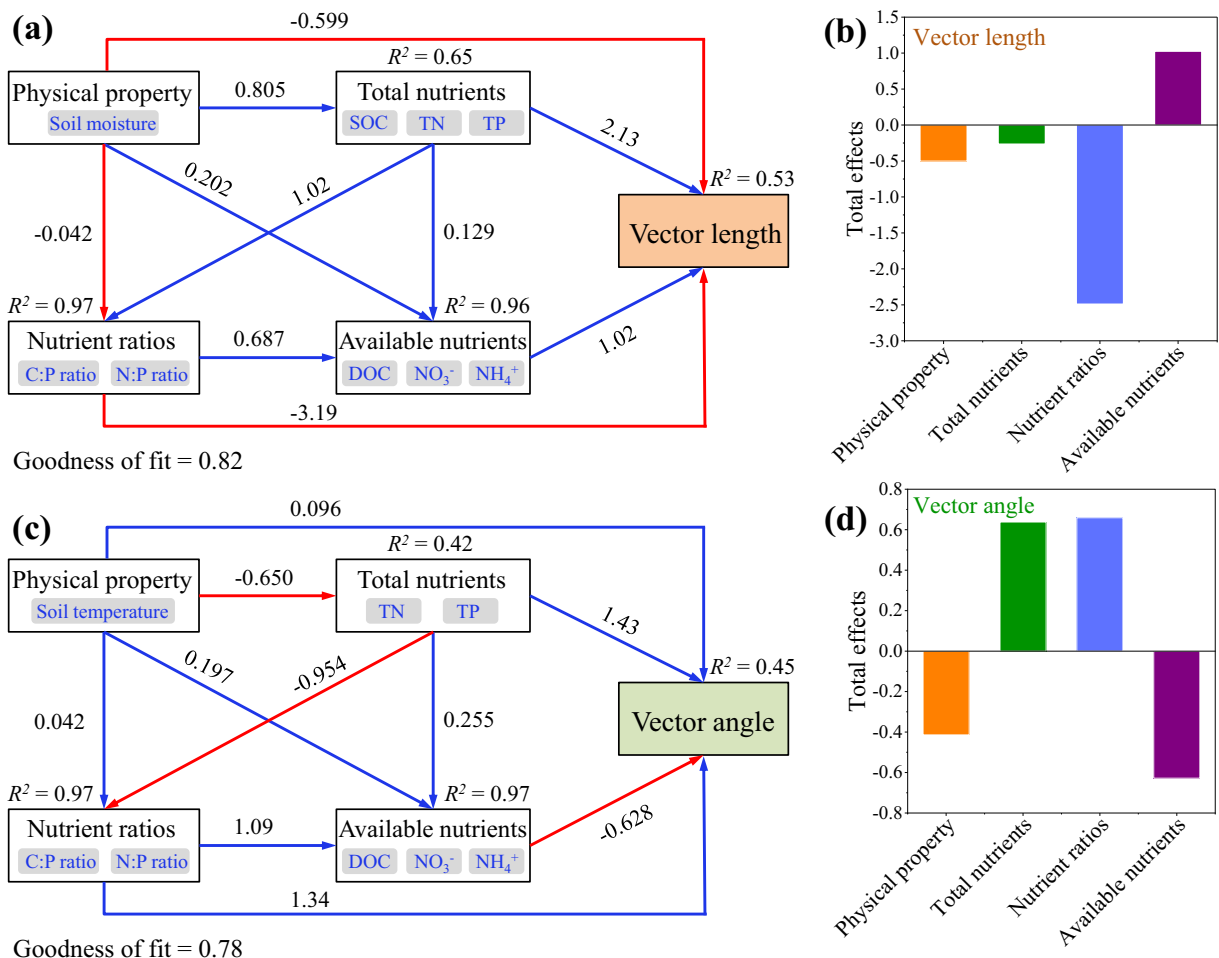 (a)
-0.599
R² = 0.65
Physical property
Soil moisture
0.805
Total nutrients
SOC TN TP
2.13
0.202
1.02
-0.042
0.129
R² = 0.53
Vector length
R² = 0.97
R² = 0.96
Nutrient ratios
C:P ratio N:P ratio
0.687
Available nutrients
DOC NO₃⁻ NH₄⁺
1.02
-3.19
Goodness of fit = 0.82
(b)
Vector length
Total effects
1.5
1.0
0.5
0.0
-0.5
-1.0
-1.5
-2.0
-2.5
-3.0
Physical property
Total nutrients
Nutrient ratios
Available nutrients
(c)
0.096
R² = 0.42
Physical property
Soil temperature
-0.650
Total nutrients
TN TP
1.43
0.197
-0.954
0.042
0.255
R² = 0.45
Vector angle
R² = 0.97
R² = 0.97
Nutrient ratios
C:P ratio N:P ratio
1.09
Available nutrients
DOC NO₃⁻ NH₄⁺
-0.628
1.34
Goodness of fit = 0.78
(d)
Vector angle
Total effects
0.8
0.6
0.4
0.2
0.0
-0.2
-0.4
-0.6
-0.8
Physical property
Total nutrients
Nutrient ratios
Available nutrients